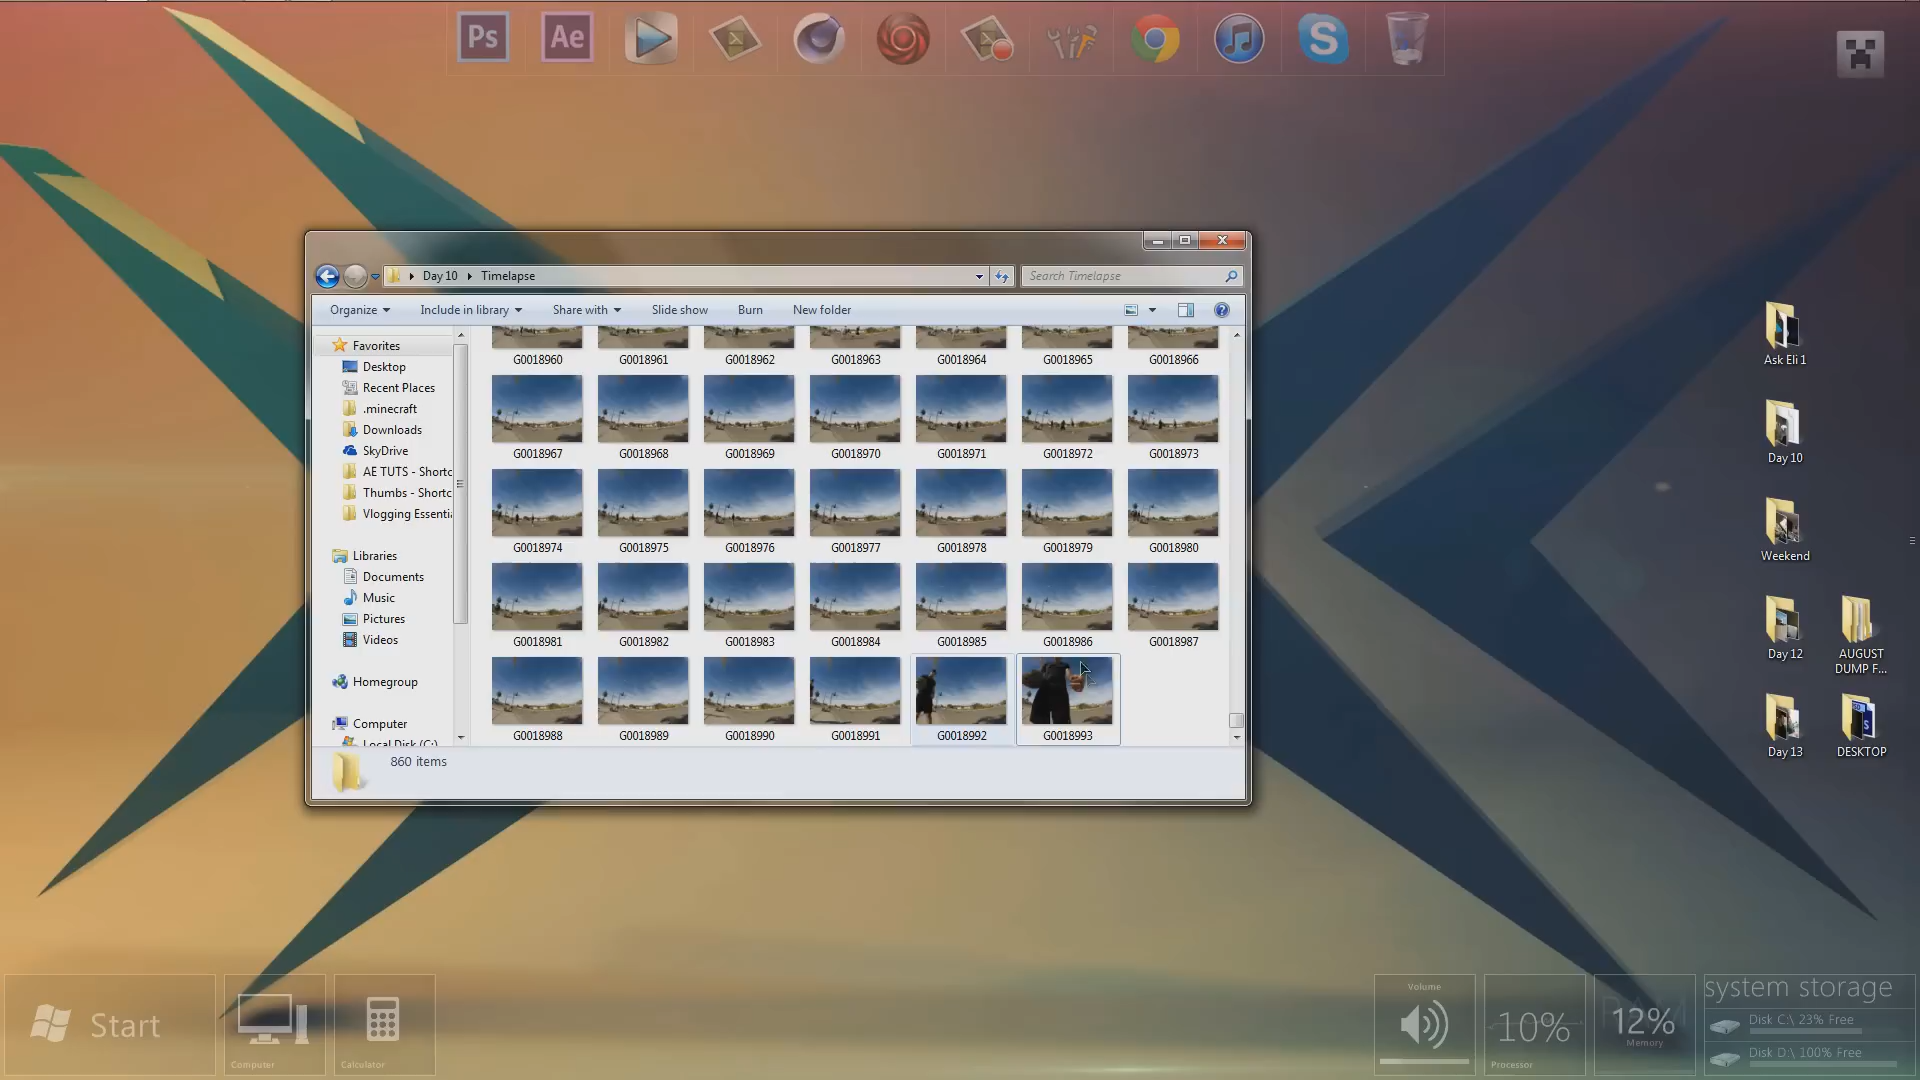 Ps
Ae
Day 10
Timelapse
Search Timelapse
Organize
Include in library
Share with
Slide show
Burn
New folder
Favorites
Desktop
Recent Places
.minecraft
Downloads
SkyDrive
AE TUTS - Shortc
Thumbs - Shortc
Vlogging Essenti
Libraries
Documents
Music
Pictures
Videos
Homegroup
Computer
Local Disk (C:)
G0018960 G0018961 G0018962 G0018963 G0018964 G0018965 G0018966
G0018967 G0018968 G0018969 G0018970 G0018971 G0018972 G0018973
G0018974 G0018975 G0018976 G0018977 G0018978 G0018979 G0018980
G0018981 G0018982 G0018983 G0018984 G0018985 G0018986 G0018987
G0018988 G0018989 G0018990 G0018991 G0018992 G0018993
860 items
Ask Eli 1
Day 10
Weekend
Day 12
AUGUST
DUMP F...
Day 13
DESKTOP
Start
Computer
Calculator
Volume
10%
Processor
RAM
12%
Memory
system storage
Disk C:\ 23% Free
Disk D:\ 100% Free